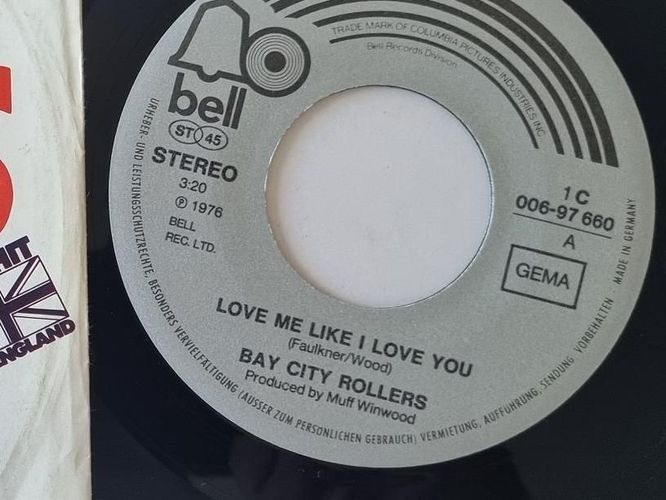 bell
TRADE MARK OF COLUMBIA PICTURES INDUSTRIES INC.
Bell Records Division
ST 45
STEREO
3:20
Ⓟ 1976
BELL
REC. LTD.
1 C
006-97 660
A
GEMA
LOVE ME LIKE I LOVE YOU
(Faulkner/Wood)
BAY CITY ROLLERS
Produced by Muff Winwood
URHEBER- UND LEISTUNGSSCHUTZRECHTE, BESONDERS VERVIELFÄLTIGUNG (AUSSER ZUM PERSÖNLICHEN GEBRAUCH) VERMIETUNG, AUFFÜHRUNG, SENDUNG VORBEHALTEN · MADE IN GERMANY
HIT
ENGLAND